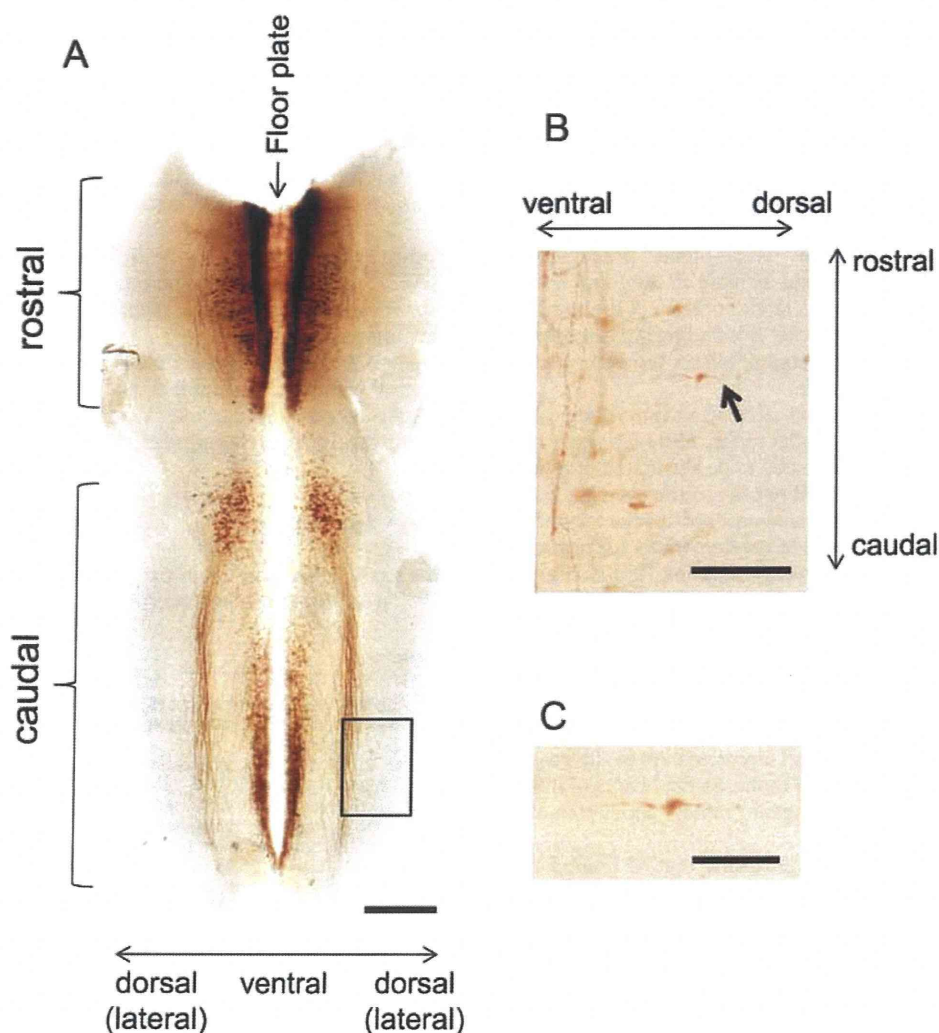 A
Floor plate
rostral
caudal
dorsal
(lateral)
ventral
dorsal
(lateral)
B
ventral
dorsal
rostral
caudal
C